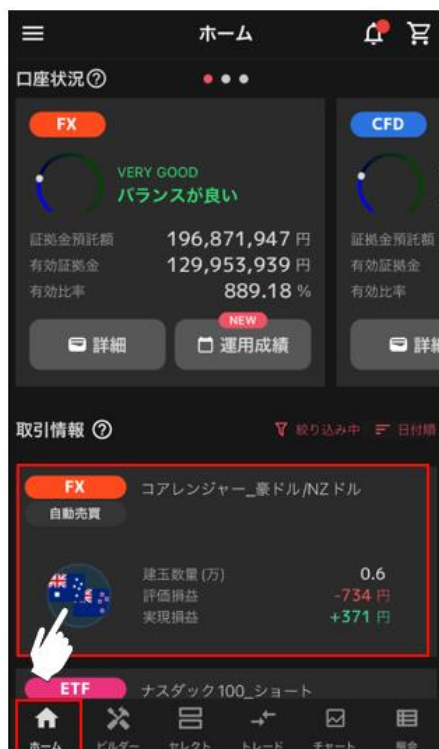 ホーム
口座状況?
FX
CFD
VERY GOOD
バランスが良い
証拠金預託額 196,871,947 円
証拠金預託額
有効証拠金 129,953,939 円
有効証拠金
有効比率 889.18 %
有効比率
NEW
詳細
運用成績
詳細
取引情報 ?
絞り込み中
日付順
FX
コアレンジャー_豪ドル/NZドル
自動売買
建玉数量(万) 0.6
評価損益 -734 円
実現損益 +371 円
ETF
ナスダック100_ショート
ホーム ビルダー セレクト トレード チャート 照会